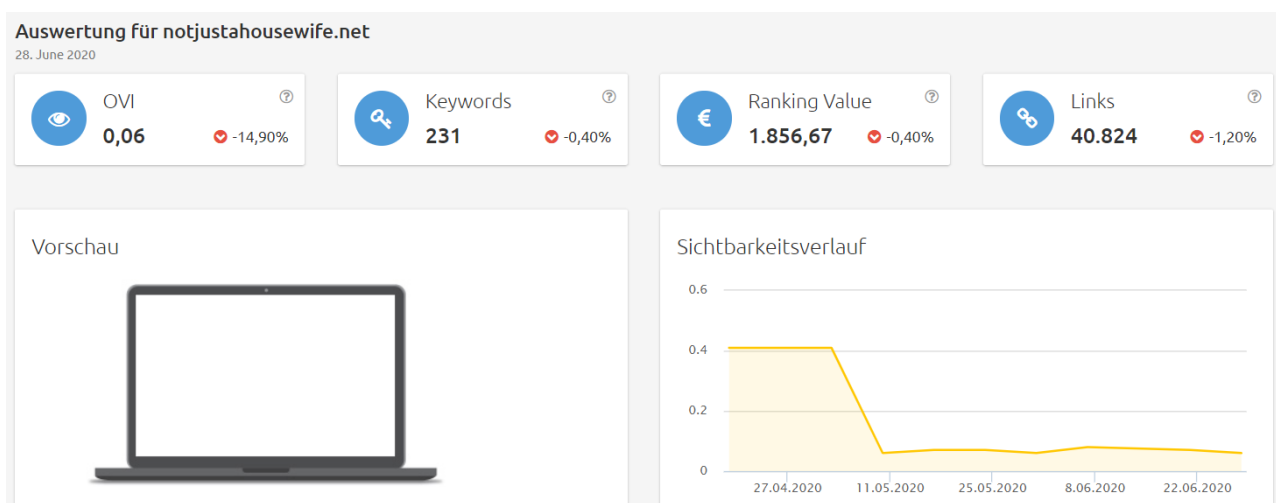 Auswertung für notjustahousewife.net
28. June 2020
OVI
0,06
-14,90%
Keywords
231
-0,40%
Ranking Value
€
1.856,67
-0,40%
Links
40.824
-1,20%
Vorschau
Sichtbarkeitsverlauf
0.6
0.4
0.2
0
27.04.2020 11.05.2020 25.05.2020 8.06.2020 22.06.2020